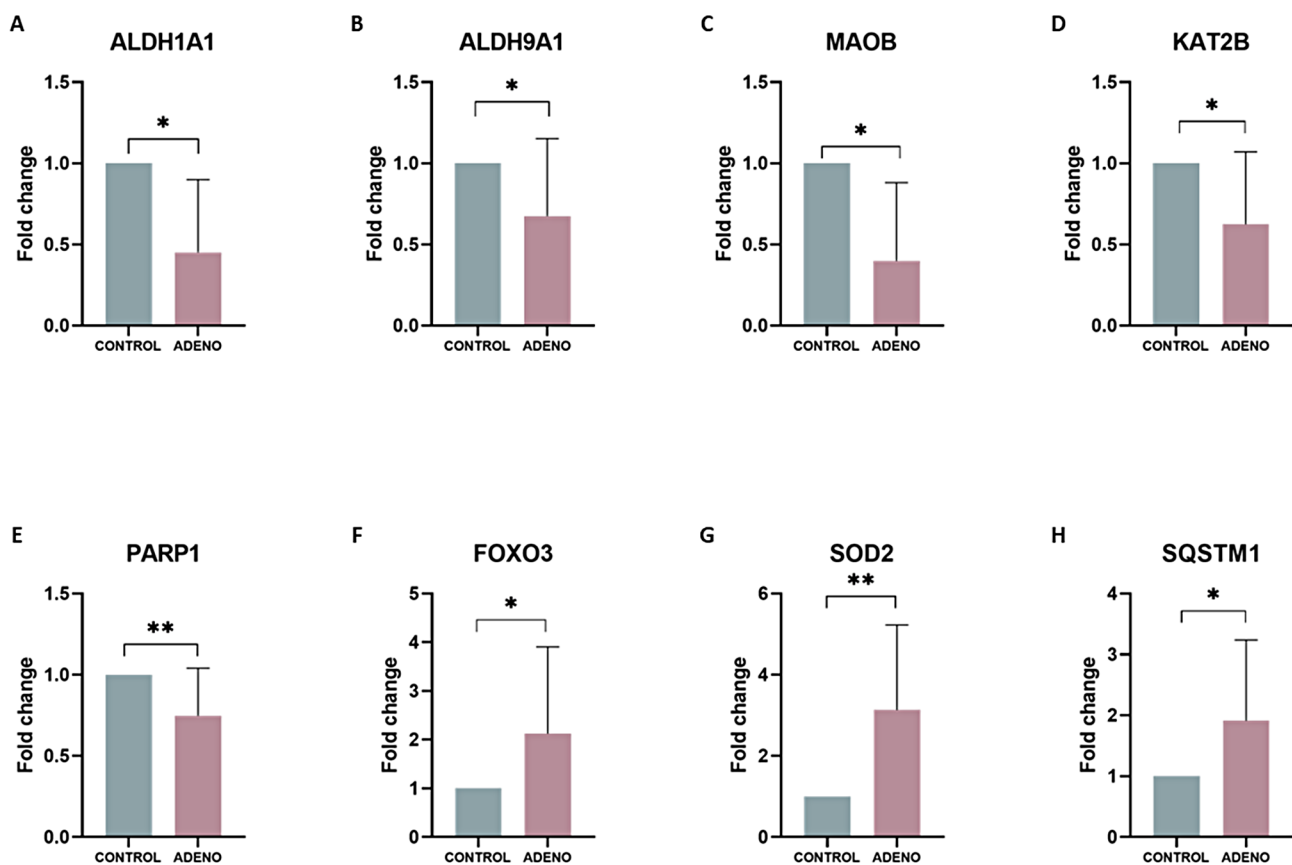 A
ALDH1A1
Fold change
1.5
1.0
0.5
0.0
*
CONTROL ADENO
B
ALDH9A1
Fold change
1.5
1.0
0.5
0.0
*
CONTROL ADENO
C
MAOB
Fold change
1.5
1.0
0.5
0.0
*
CONTROL ADENO
D
KAT2B
Fold change
1.5
1.0
0.5
0.0
*
CONTROL ADENO
E
PARP1
Fold change
1.5
1.0
0.5
0.0
**
CONTROL ADENO
F
FOXO3
Fold change
5
4
3
2
1
0
*
CONTROL ADENO
G
SOD2
Fold change
6
4
2
0
**
CONTROL ADENO
H
SQSTM1
Fold change
4
3
2
1
0
*
CONTROL ADENO